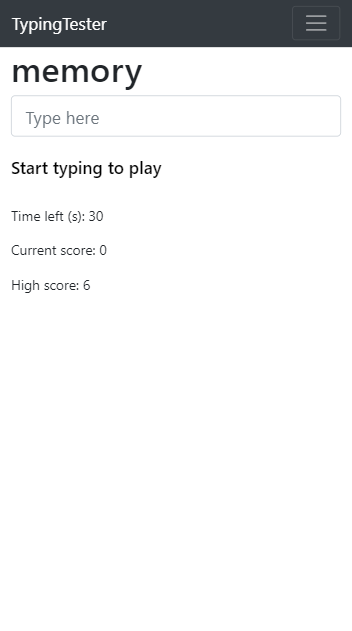 TypingTester
memory
Type here
Start typing to play
Time left (s): 30
Current score: 0
High score: 6